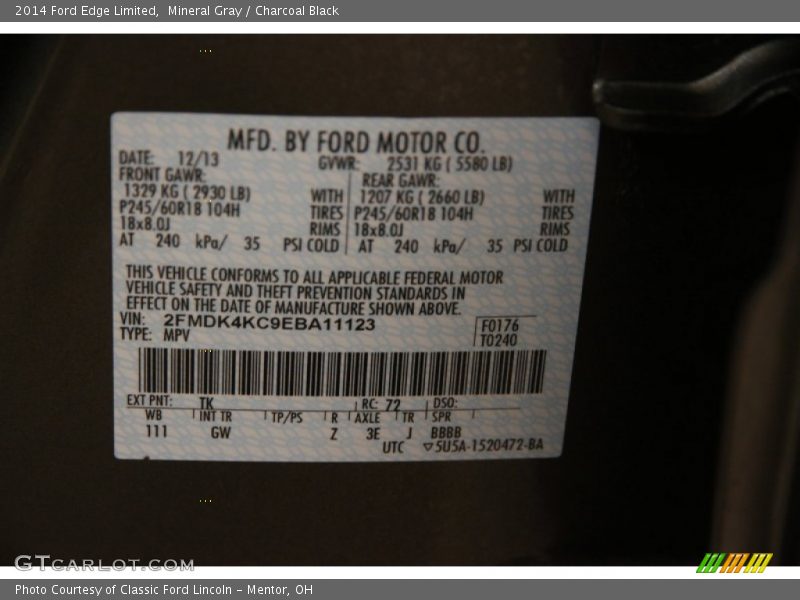 2014 Ford Edge Limited,  Mineral Gray / Charcoal Black
MFD. BY FORD MOTOR CO.
DATE: 12/13 GVWR: 2531 KG ( 5580 LB)
FRONT GAWR: REAR GAWR:
1329 KG ( 2930 LB) WITH 1207 KG ( 2660 LB) WITH
P245/60R18 104H TIRES P245/60R18 104H TIRES
18x8.0J RIMS 18x8.0J RIMS
AT 240 kPa/ 35 PSI COLD AT 240 kPa/ 35 PSI COLD
THIS VEHICLE CONFORMS TO ALL APPLICABLE FEDERAL MOTOR
VEHICLE SAFETY AND THEFT PREVENTION STANDARDS IN
EFFECT ON THE DATE OF MANUFACTURE SHOWN ABOVE.
VIN: 2FMDK4KC9EBA11123 F0176
TYPE: MPV T0240
EXT PNT: TK RC: 72 DSO:
WB INT TR TP/PS R AXLE TR SPR
111 GW Z 3E J BBBB
UTC ▽5U5A-1520472-BA
GTCARLOT.COM
Photo Courtesy of Classic Ford Lincoln - Mentor, OH